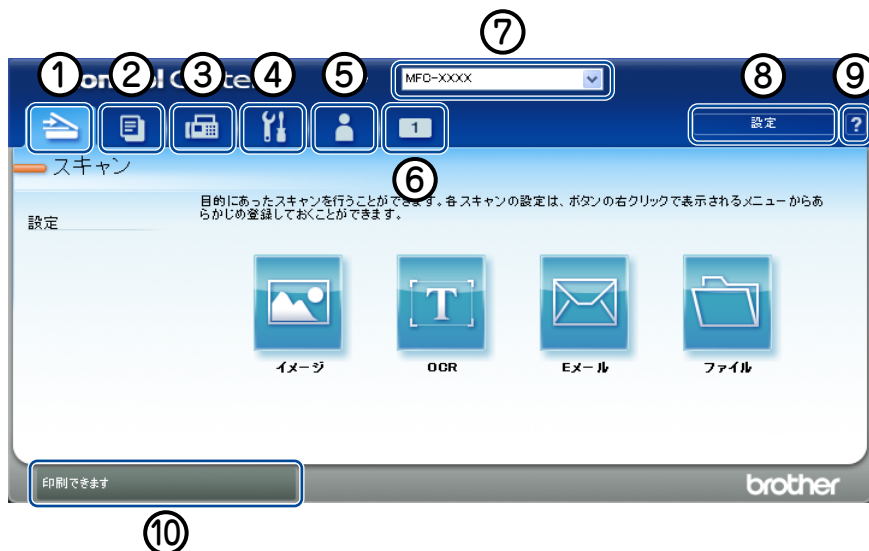 ⑦
① ② ③ ④ ⑤ ⑧ ⑨
MFC-XXXX
1
設定
?
⑥
スキャン
目的にあったスキャンを行うことができます。各スキャンの設定は、ボタンの右クリックで表示されるメニューからあ
らかじめ登録しておくことができます。
設定
T
イメージ OCR Eメール ファイル
印刷できます
brother
⑩